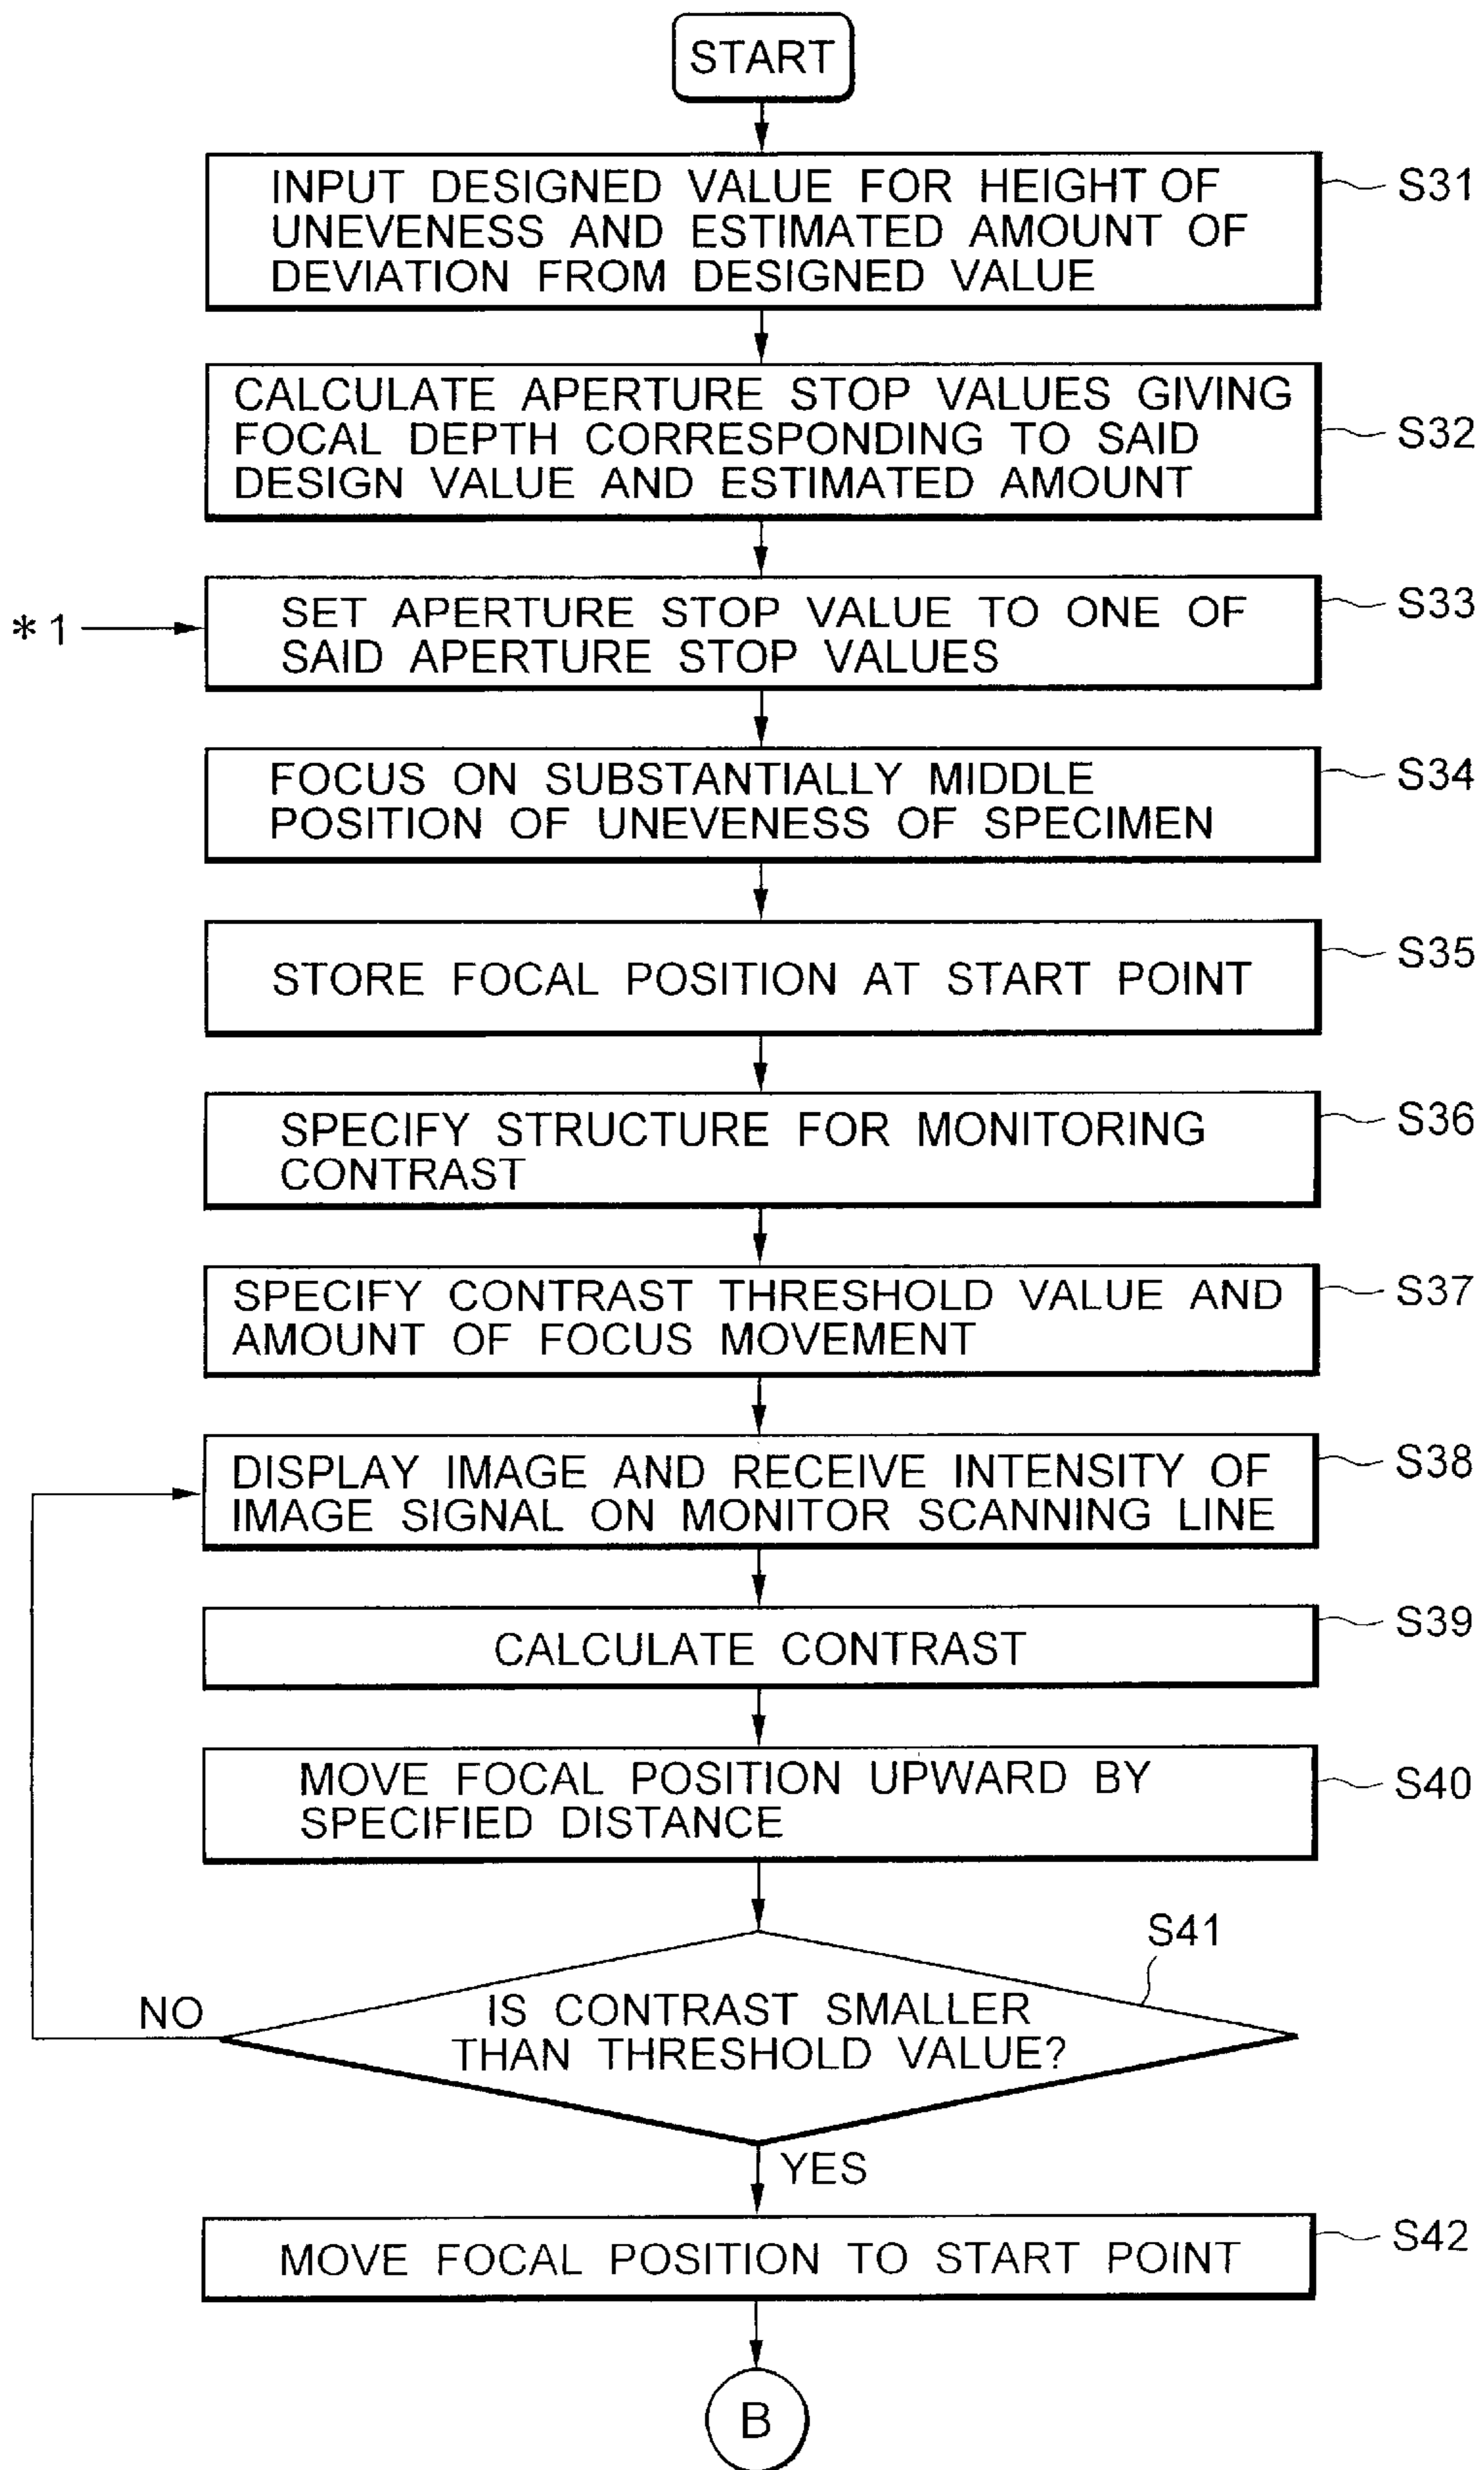 START
INPUT DESIGNED VALUE FOR HEIGHT OF
UNEVENESS AND ESTIMATED AMOUNT OF
DEVIATION FROM DESIGNED VALUE
S31
CALCULATE APERTURE STOP VALUES GIVING
FOCAL DEPTH CORRESPONDING TO SAID
DESIGN VALUE AND ESTIMATED AMOUNT
S32
*1
SET APERTURE STOP VALUE TO ONE OF
SAID APERTURE STOP VALUES
S33
FOCUS ON SUBSTANTIALLY MIDDLE
POSITION OF UNEVENESS OF SPECIMEN
S34
STORE FOCAL POSITION AT START POINT
S35
SPECIFY STRUCTURE FOR MONITORING
CONTRAST
S36
SPECIFY CONTRAST THRESHOLD VALUE AND
AMOUNT OF FOCUS MOVEMENT
S37
DISPLAY IMAGE AND RECEIVE INTENSITY OF
IMAGE SIGNAL ON MONITOR SCANNING LINE
S38
CALCULATE CONTRAST
S39
MOVE FOCAL POSITION UPWARD BY
SPECIFIED DISTANCE
S40
S41
NO
IS CONTRAST SMALLER
THAN THRESHOLD VALUE?
YES
MOVE FOCAL POSITION TO START POINT
S42
B